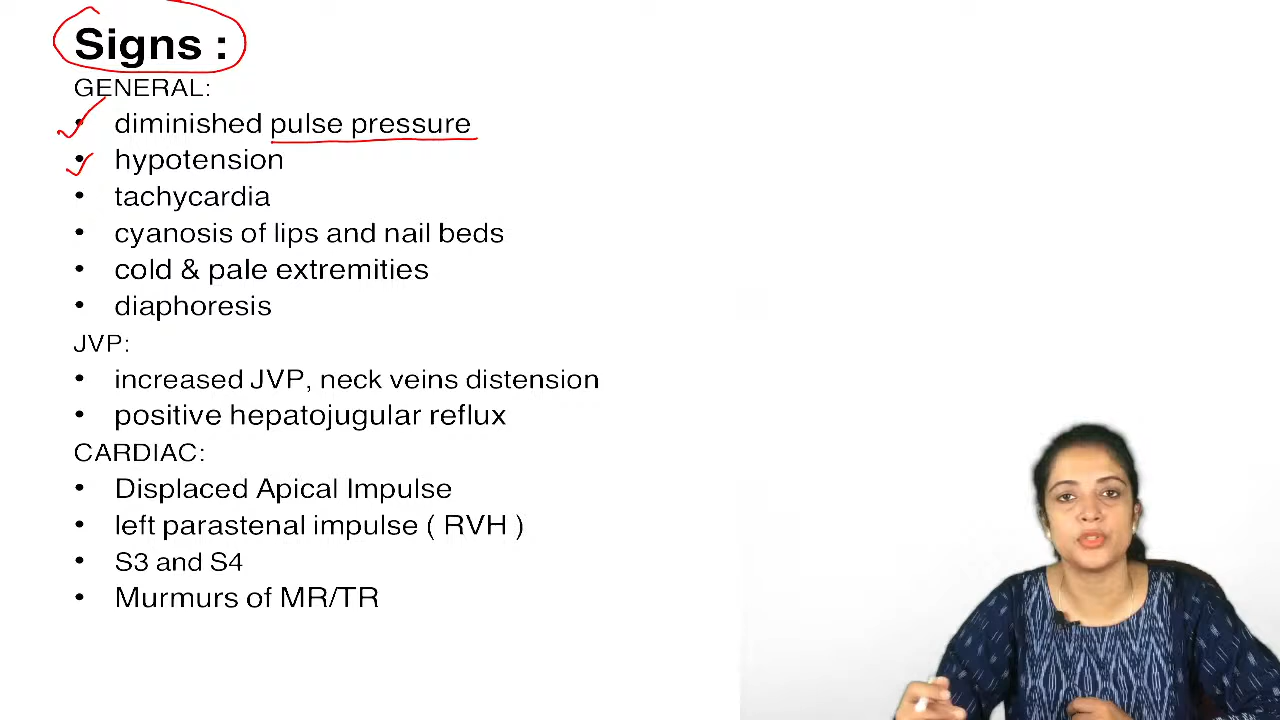 Signs :
GENERAL:
• diminished pulse pressure
• hypotension
• tachycardia
• cyanosis of lips and nail beds
• cold & pale extremities
• diaphoresis
JVP:
• increased JVP, neck veins distension
• positive hepatojugular reflux
CARDIAC:
• Displaced Apical Impulse
• left parastenal impulse ( RVH )
• S3 and S4
• Murmurs of MR/TR